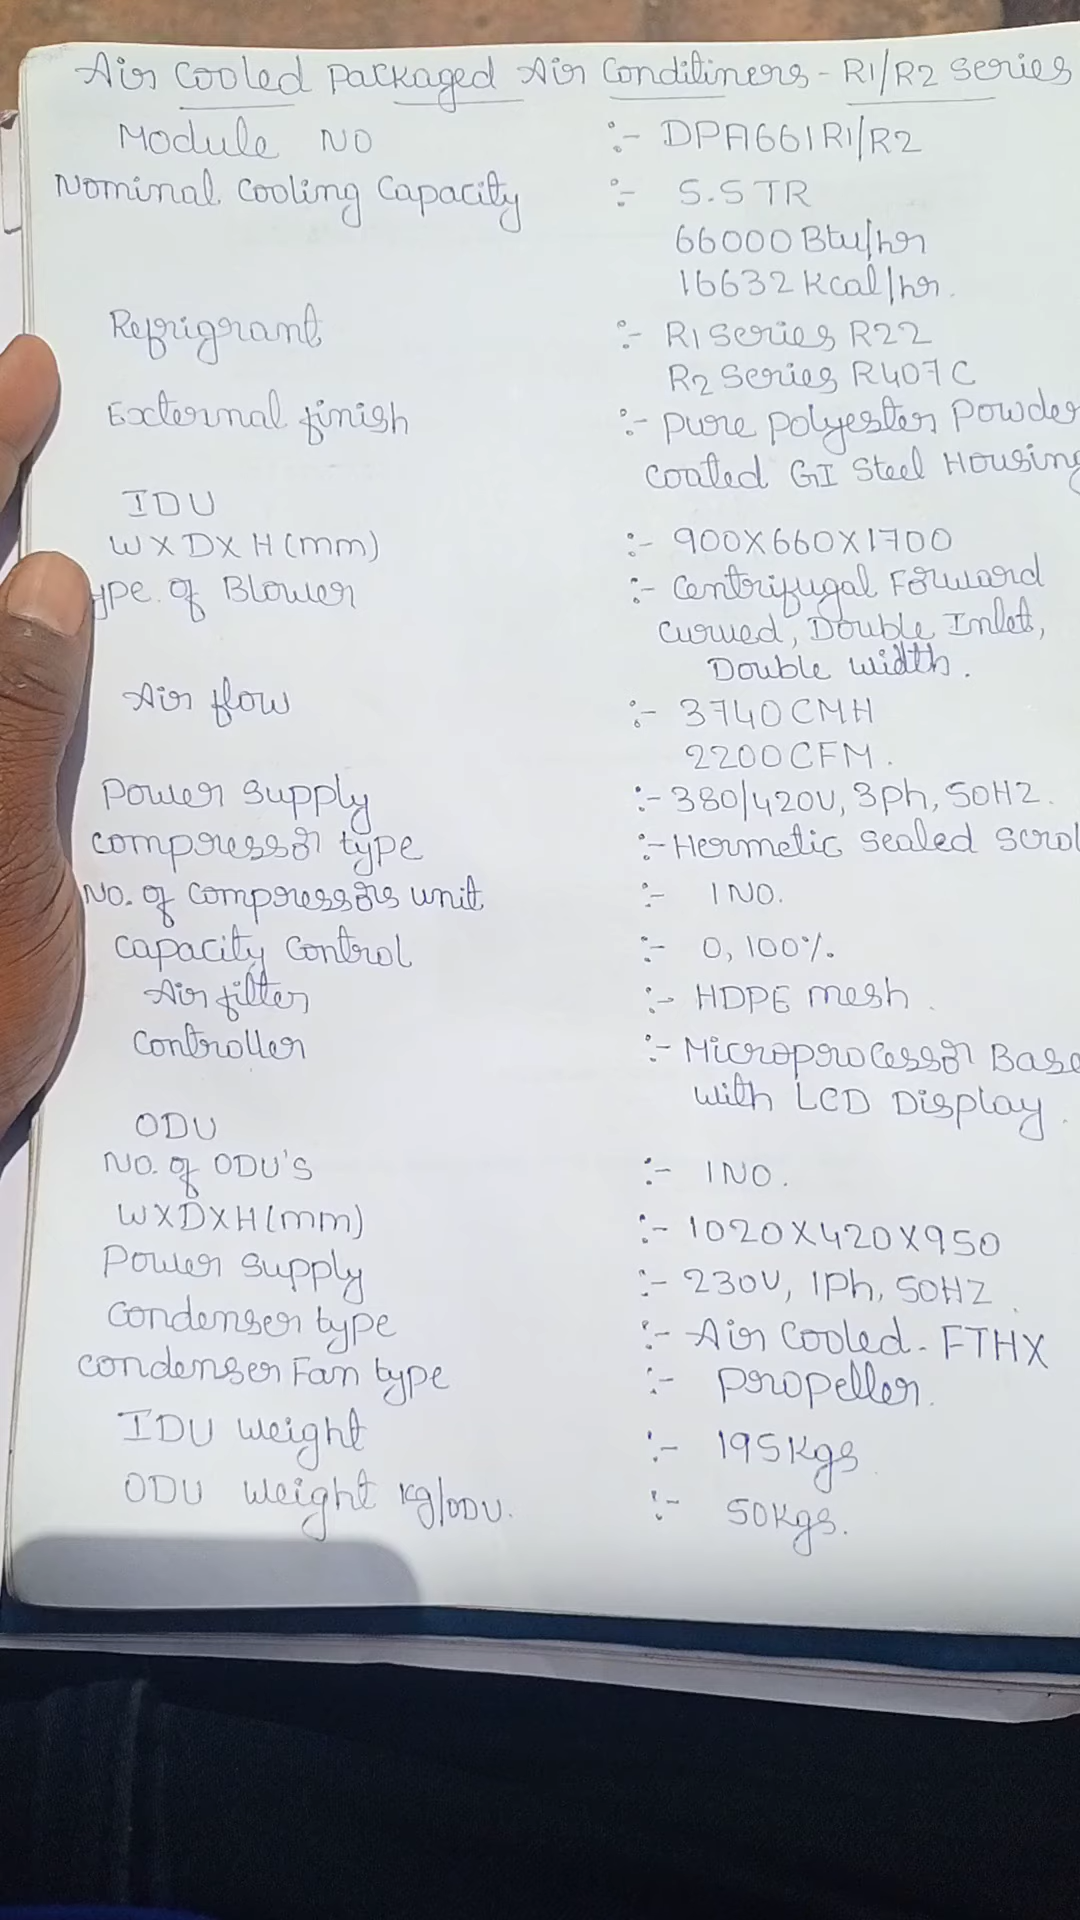 Air Cooled Packaged Air Conditiners - R1/R2 Series
Module NO :- DPA661R1/R2
Nominal Cooling Capacity :- 5.5 TR
66000 Btu/hr
16632 Kcal/hr.
Refrigrant :- R1 Series R22
R2 Series R407C
External finish :- Pure Polyester Powder
Coated GI Steel Housing
IDU
WXDXH(mm) :- 900X660X1700
ype of Blower :- Centrifugal Forward
Curved, Double Inlet,
Double width.
Air flow :- 3740CMH
2200CFM.
Power Supply :- 380/420V, 3Ph, 50HZ.
Compressor type :- Hermetic Sealed Scrol
NO. of Compressors unit :- 1NO.
Capacity Control :- 0, 100%.
Air filter :- HDPE mesh.
Controller :- Microprocessor Base
with LCD Display.
ODU
NO. of ODU'S :- 1NO.
WXDXH(mm) :- 1020X420X950
Power Supply :- 230V, 1Ph, 50HZ.
Condenser type :- Air Cooled - FTHX
Condenser Fan type :- Propeller.
IDU weight :- 195Kgs
ODU weight Kg/ODU. :- 50Kgs.